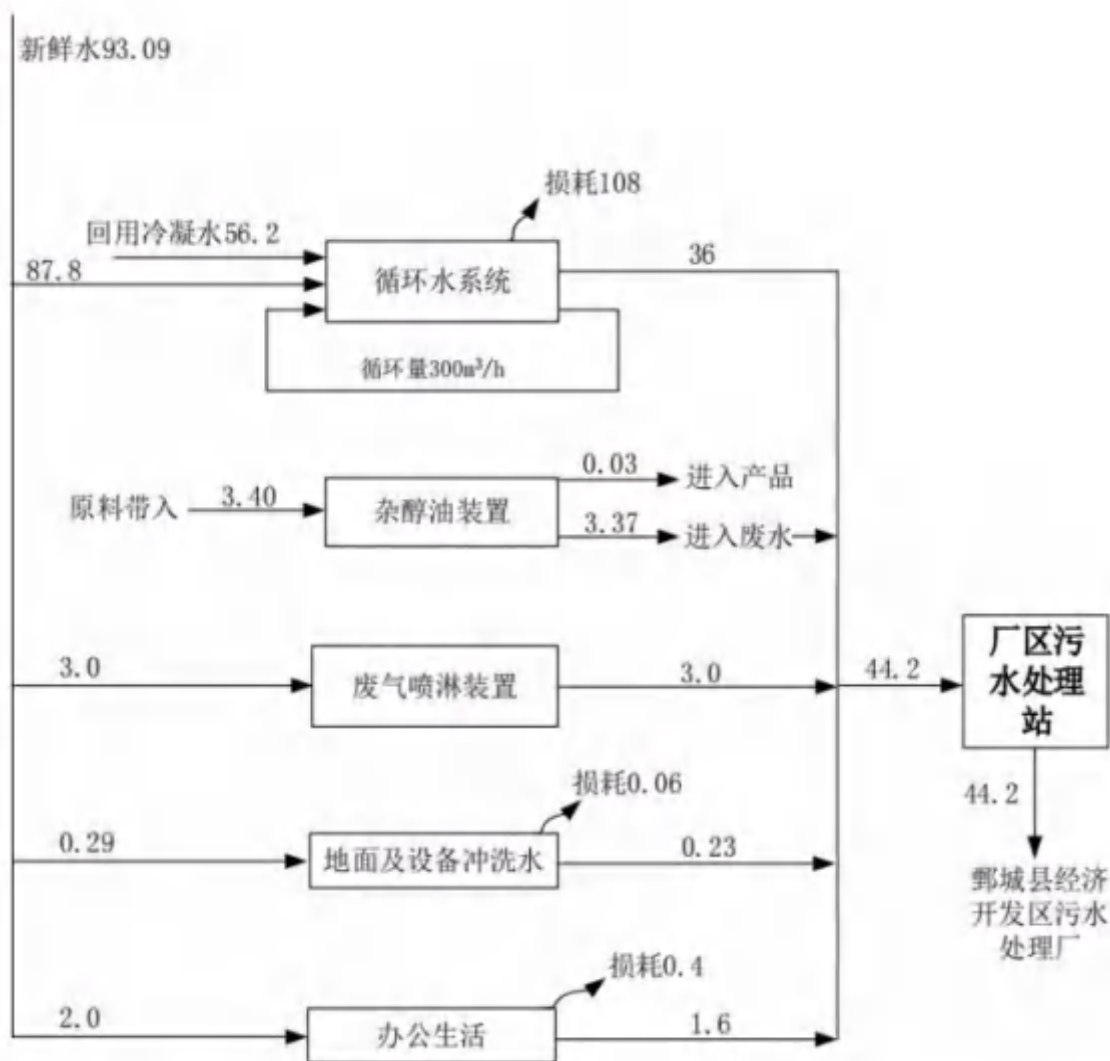 新鲜水93.09
损耗108
回用冷凝水56.2
36
87.8
循环水系统
循环量300m³/h
0.03
进入产品
原料带入
3.40
杂醇油装置
3.37
进入废水
厂区污
水处理
站
3.0
废气喷淋装置
3.0
44.2
损耗0.06
44.2
0.29
地面及设备冲洗水
0.23
鄄城县经济
开发区污水
处理厂
损耗0.4
2.0
办公生活
1.6